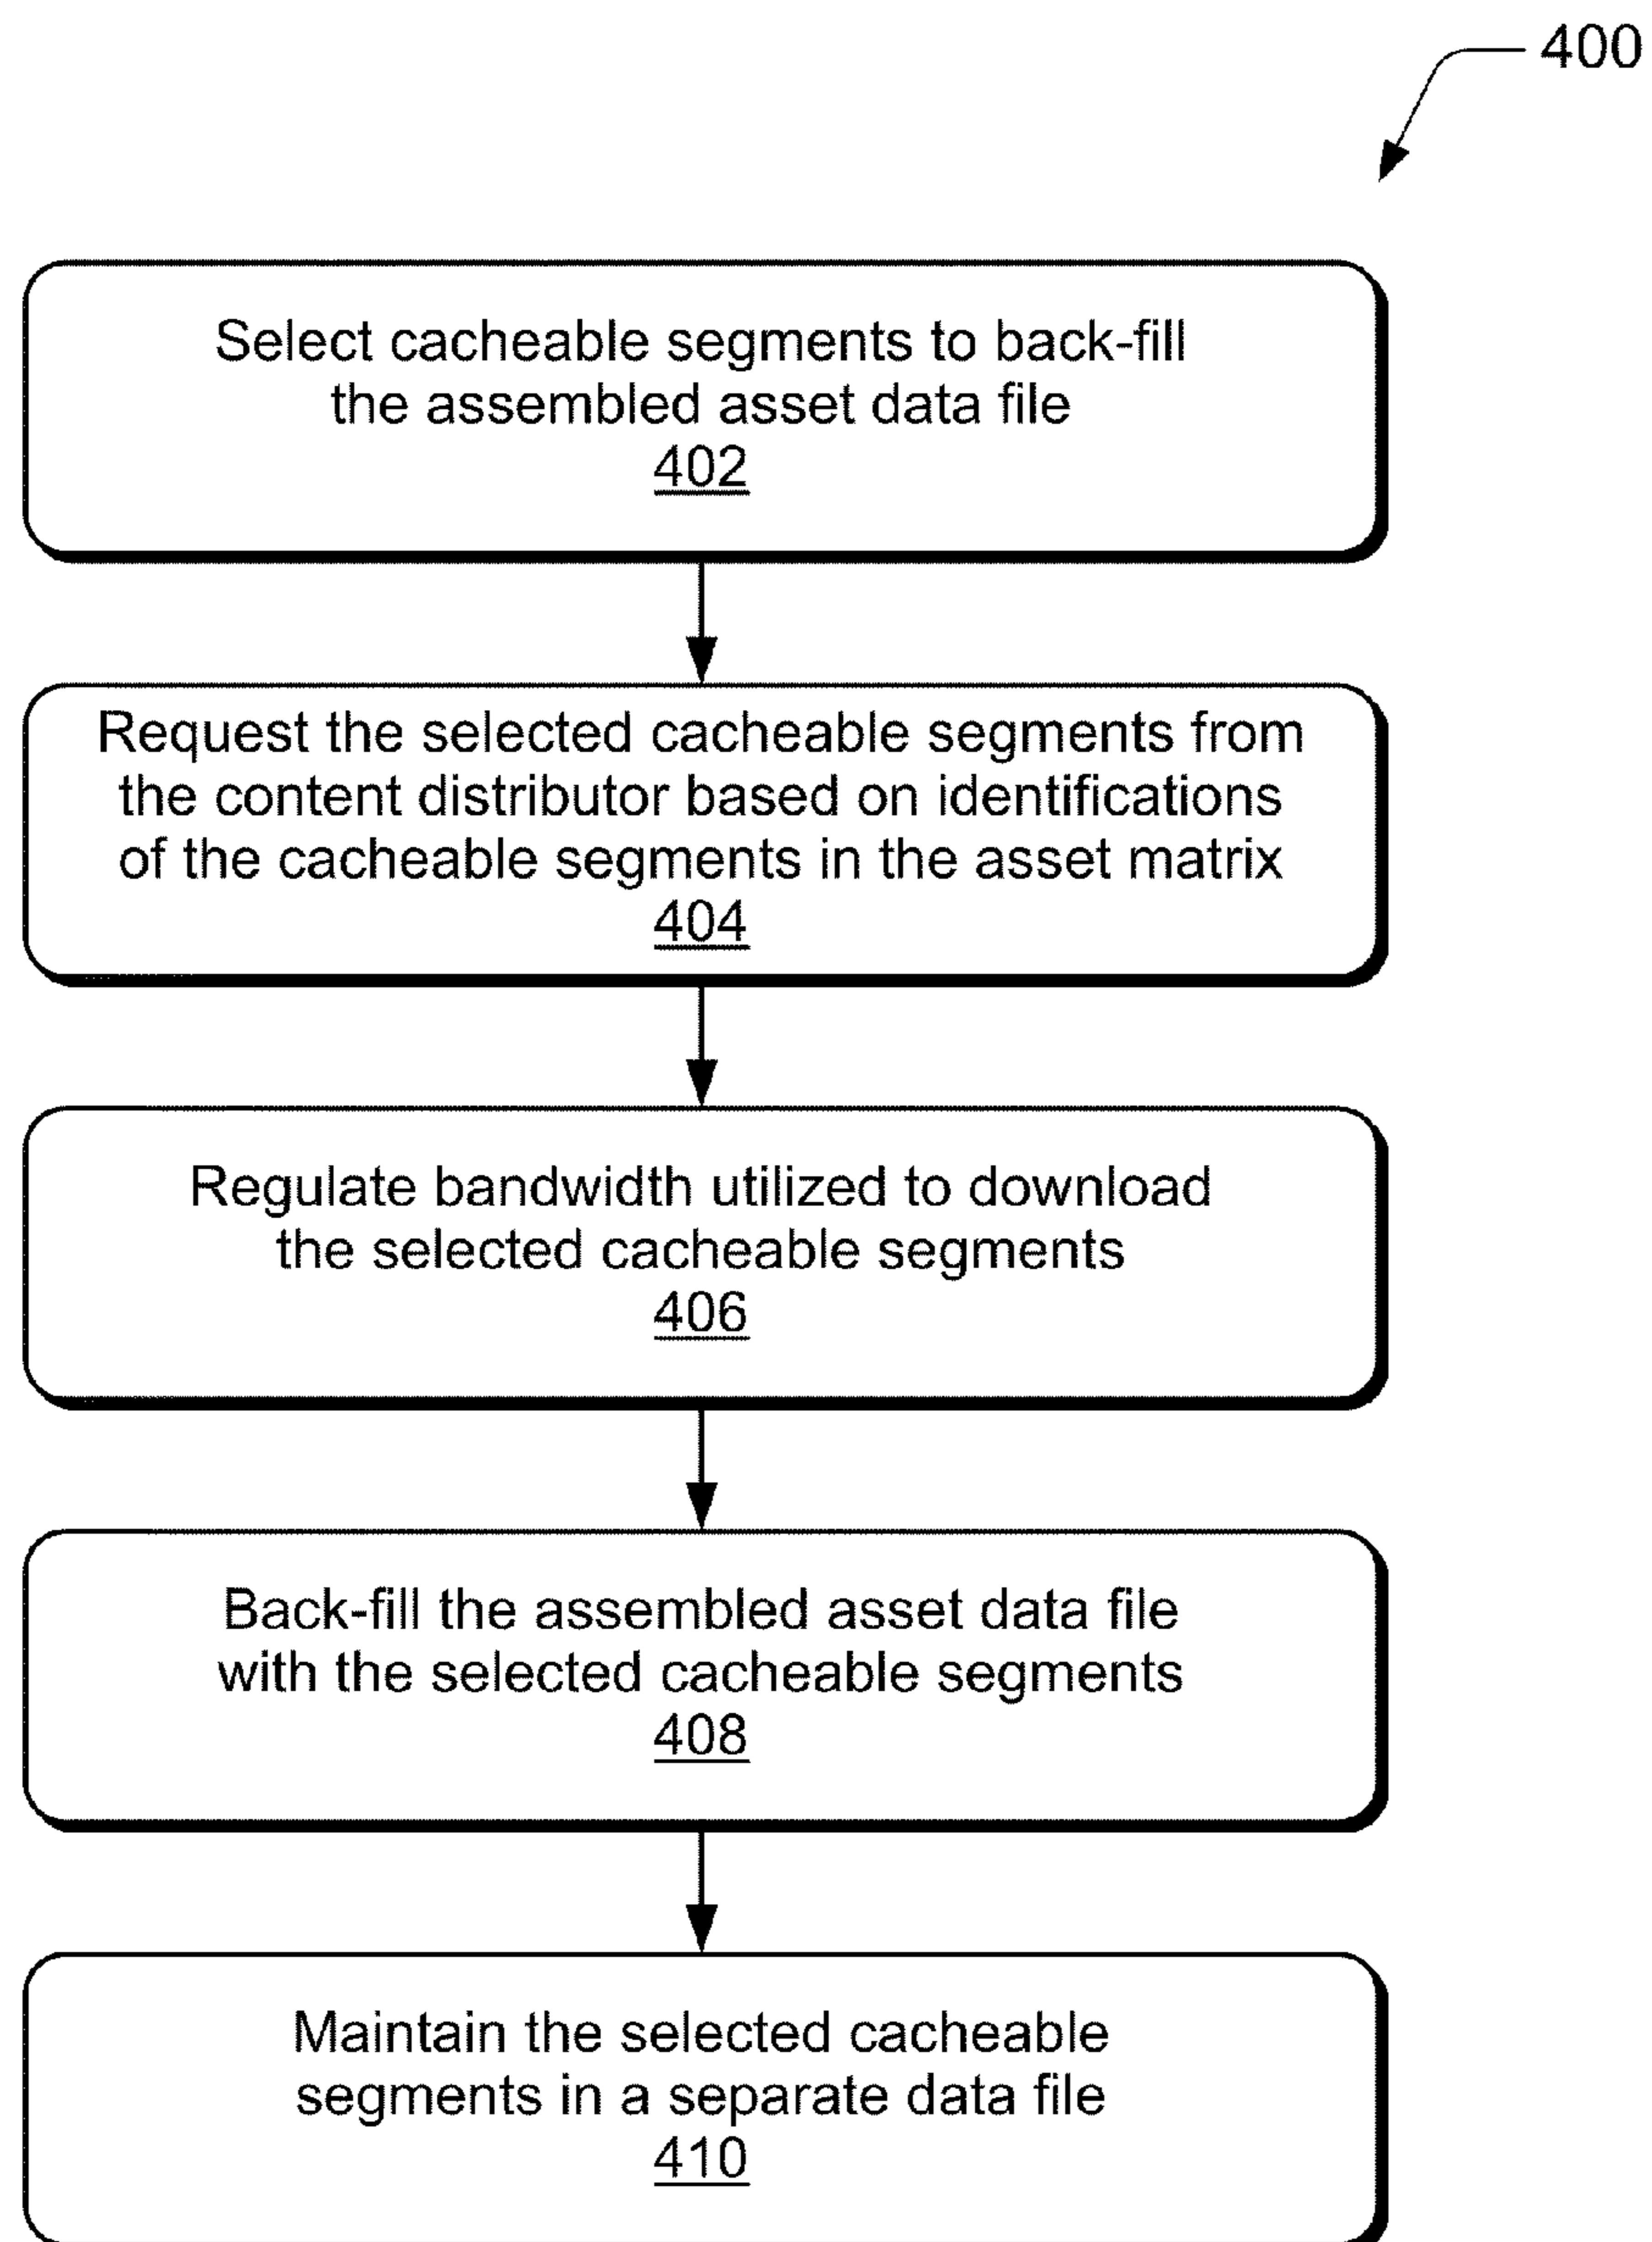 400
Select cacheable segments to back-fill
the assembled asset data file
402
Request the selected cacheable segments from
the content distributor based on identifications
of the cacheable segments in the asset matrix
404
Regulate bandwidth utilized to download
the selected cacheable segments
406
Back-fill the assembled asset data file
with the selected cacheable segments
408
Maintain the selected cacheable
segments in a separate data file
410